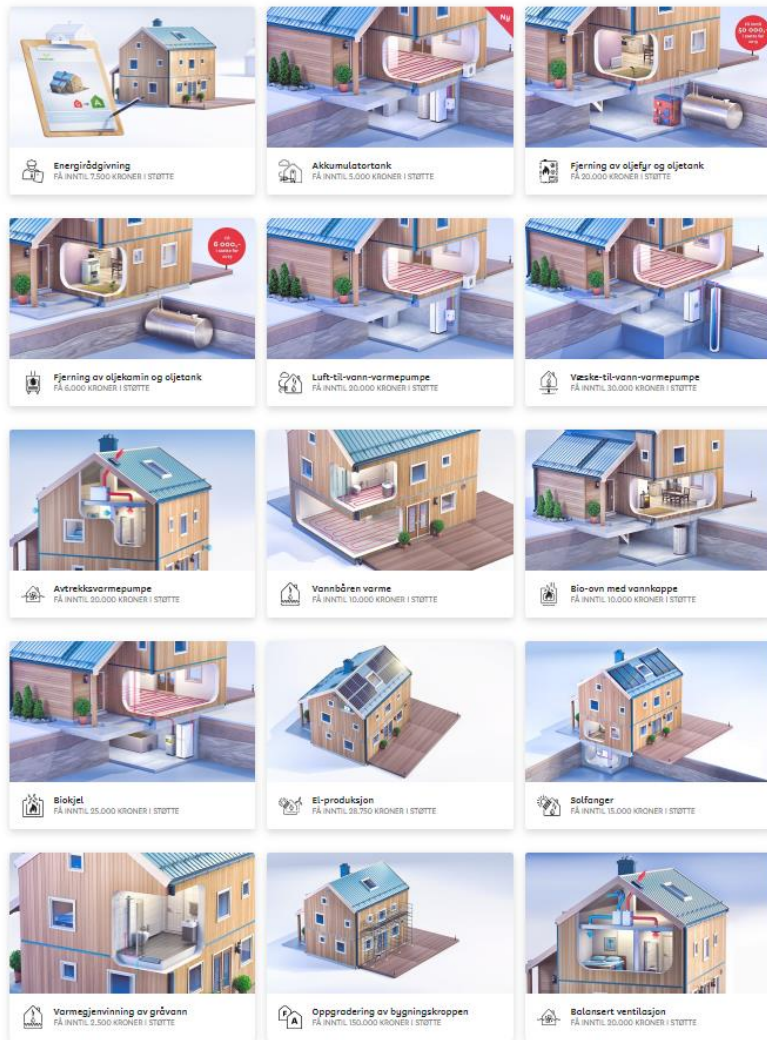 Ny
50 000,-
Energirådgivning
FÅ INNTIL 7.500 KRONER I STØTTE
Akkumulatortank
FÅ INNTIL 5.000 KRONER I STØTTE
Fjerning av oljefyr og oljetank
FÅ 20.000 KRONER I STØTTE
6 000,-
Fjerning av oljekamin og oljetank
FÅ 6.000 KRONER I STØTTE
Luft-til-vann-varmepumpe
FÅ INNTIL 20.000 KRONER I STØTTE
Væske-til-vann-varmepumpe
FÅ INNTIL 30.000 KRONER I STØTTE
Avtrekksvarmepumpe
FÅ INNTIL 20.000 KRONER I STØTTE
Vannbåren varme
FÅ INNTIL 10.000 KRONER I STØTTE
Bio-ovn med vannkappe
FÅ INNTIL 10.000 KRONER I STØTTE
Biokjel
FÅ INNTIL 25.000 KRONER I STØTTE
El-produksjon
FÅ INNTIL 28.750 KRONER I STØTTE
Solfanger
FÅ INNTIL 15.000 KRONER I STØTTE
Varmegjenvinning av gråvann
FÅ INNTIL 2.500 KRONER I STØTTE
Oppgradering av bygningskroppen
FÅ INNTIL 150.000 KRONER I STØTTE
Balansert ventilasjon
FÅ INNTIL 20.000 KRONER I STØTTE